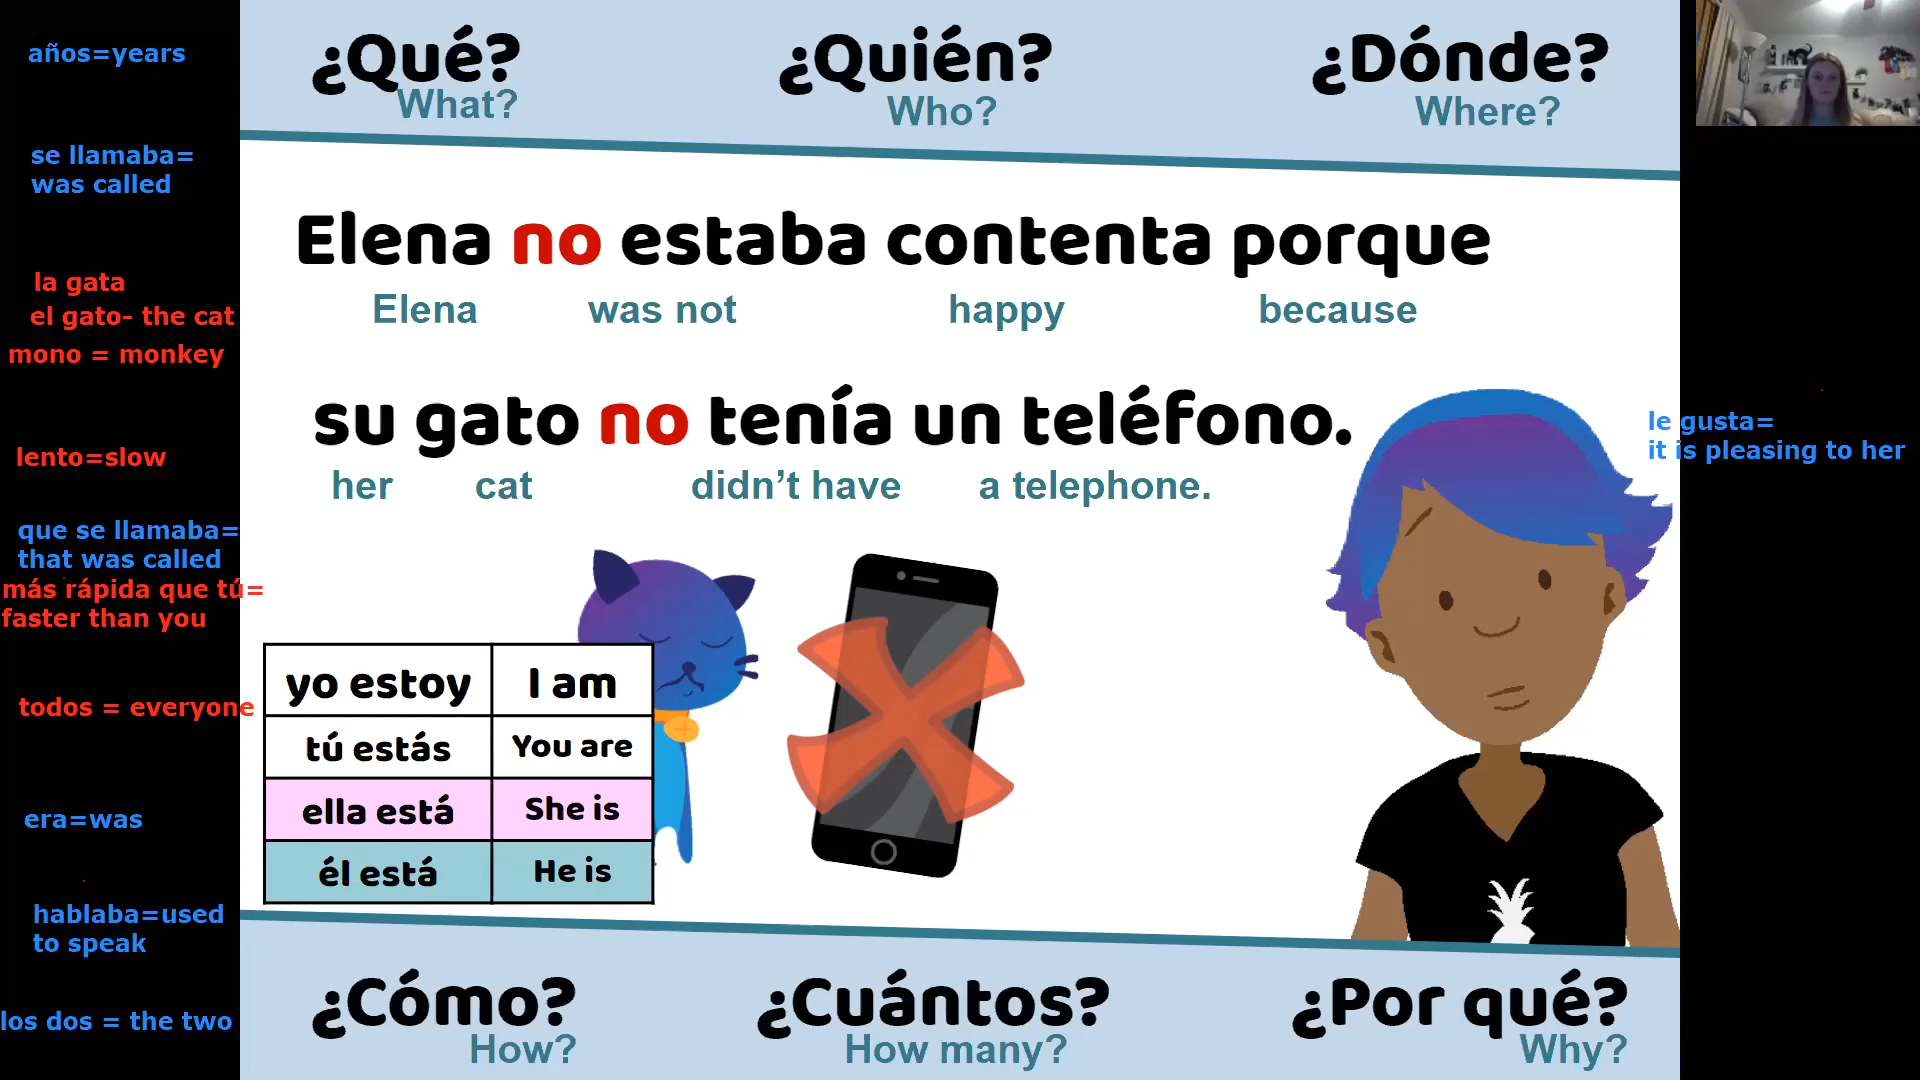 ¿Qué?
What?
¿Quién?
Who?
¿Dónde?
Where?
años=years
se llamaba=
was called
la gata
el gato- the cat
mono = monkey
lento=slow
que se llamaba=
that was called
más rápida que tú=
faster than you
todos = everyone
era=was
hablaba=used
to speak
los dos = the two
Elena no estaba contenta porque
Elena was not happy because
su gato no tenía un teléfono.
her cat didn't have a telephone.
le gusta=
it is pleasing to her
yo estoy I am
tú estás You are
ella está She is
él está He is
¿Cómo?
How?
¿Cuántos?
How many?
¿Por qué?
Why?